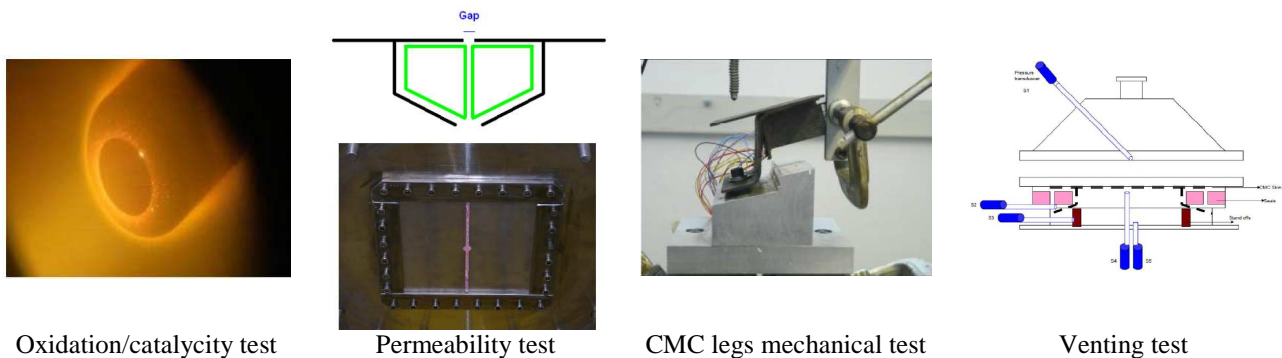 Gap
Pressure
transducer
S1
CMC Skin
Seals
S2
S3
Stand offs
S4
S5
Oxidation/catalycity test
Permeability test
CMC legs mechanical test
Venting test